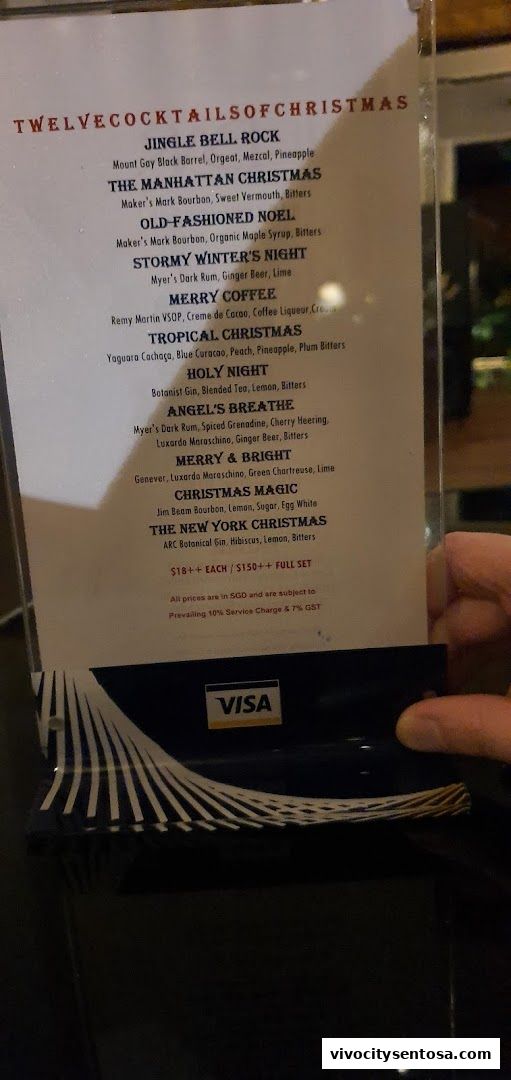 TWELVECOCKTAILSOFCHRISTMAS
JINGLE BELL ROCK
Mount Gay Black Barrel, Orgeat, Mezcal, Pineapple
THE MANHATTAN CHRISTMAS
Maker's Mark Bourbon, Sweet Vermouth, Bitters
OLD-FASHIONED NOEL
Maker's Mark Bourbon, Organic Maple Syrup, Bitters
STORMY WINTER'S NIGHT
Myer's Dark Rum, Ginger Beer, Lime
MERRY COFFEE
Remy Martin VSOP, Creme de Cacao, Coffee Liqueur,Cream
TROPICAL CHRISTMAS
Yaguara Cachaça, Blue Curacao, Peach, Pineapple, Plum Bitters
HOLY NIGHT
Botanist Gin, Blended Tea, Lemon, Bitters
ANGEL'S BREATHE
Myer's Dark Rum, Spiced Grenadine, Cherry Heering,
Luxardo Maraschino, Ginger Beer, Bitters
MERRY & BRIGHT
Genever, Luxardo Maraschino, Green Chartreuse, Lime
CHRISTMAS MAGIC
Jim Beam Bourbon, Lemon, Sugar, Egg White
THE NEW YORK CHRISTMAS
ARC Botanical Gin, Hibiscus, Lemon, Bitters
$18++ EACH / $150++ FULL SET
All prices are in SGD and are subject to
Prevailing 10% Service Charge & 7% GST
VISA
vivocitysentosa.com